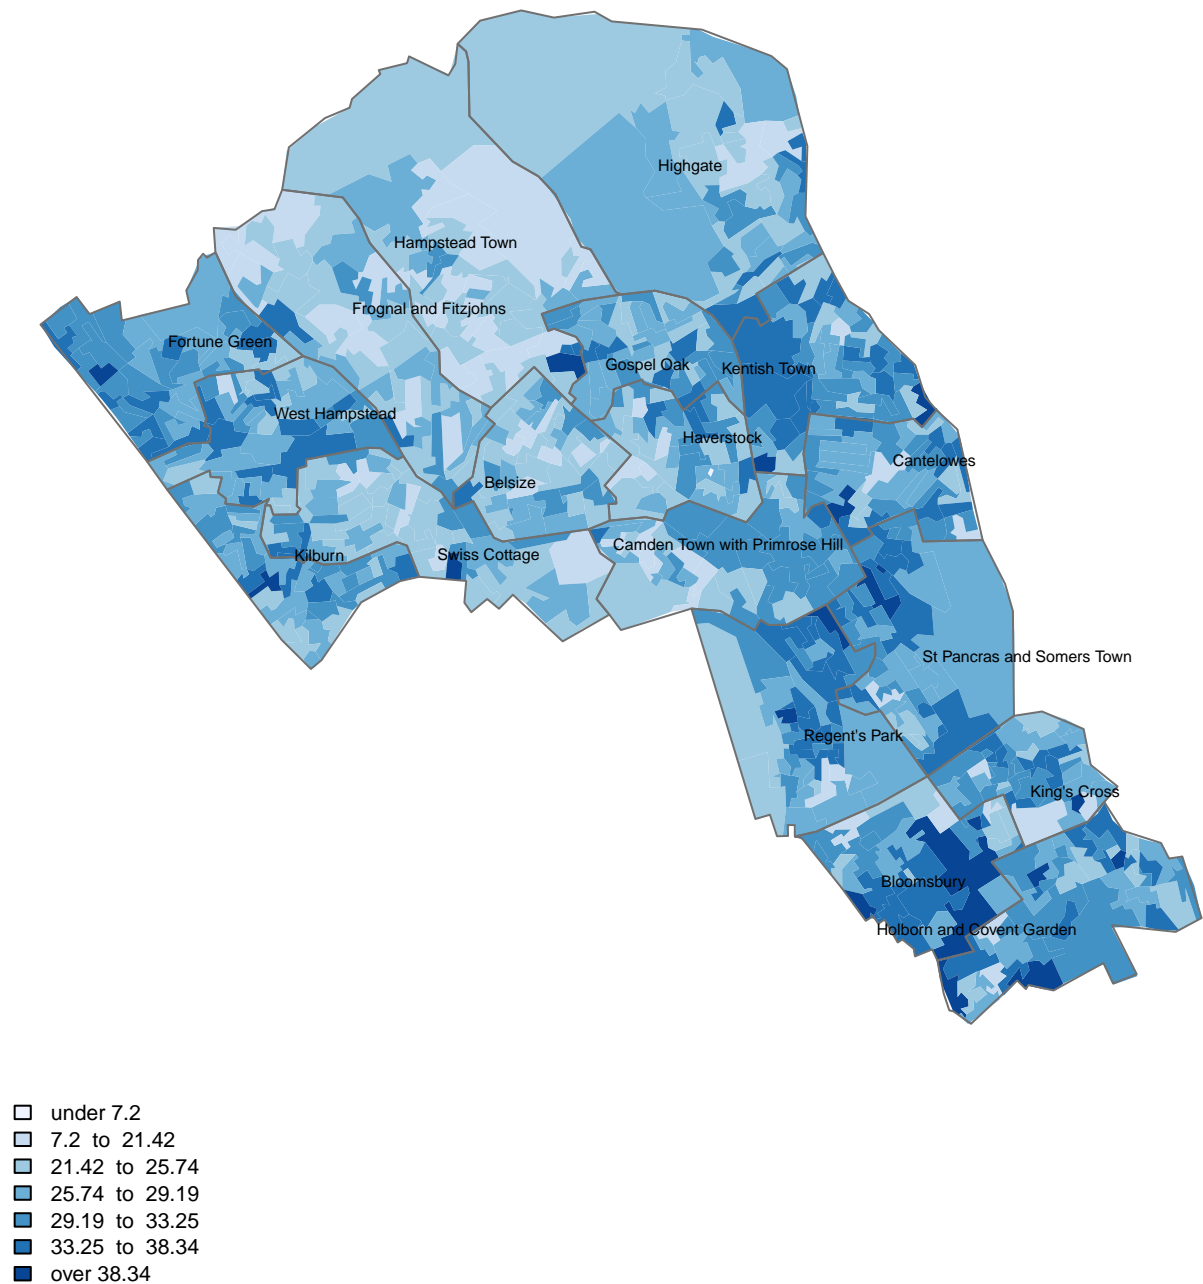 Highgate
Hampstead Town
Frognal and Fitzjohns
Fortune Green
Gospel Oak
Kentish Town
West Hampstead
Haverstock
Cantelowes
Belsize
Camden Town with Primrose Hill
Swiss Cottage
Kilburn
St Pancras and Somers Town
Regent's Park
King's Cross
Bloomsbury
Holborn and Covent Garden
under 7.2
7.2 to 21.42
21.42 to 25.74
25.74 to 29.19
29.19 to 33.25
33.25 to 38.34
over 38.34